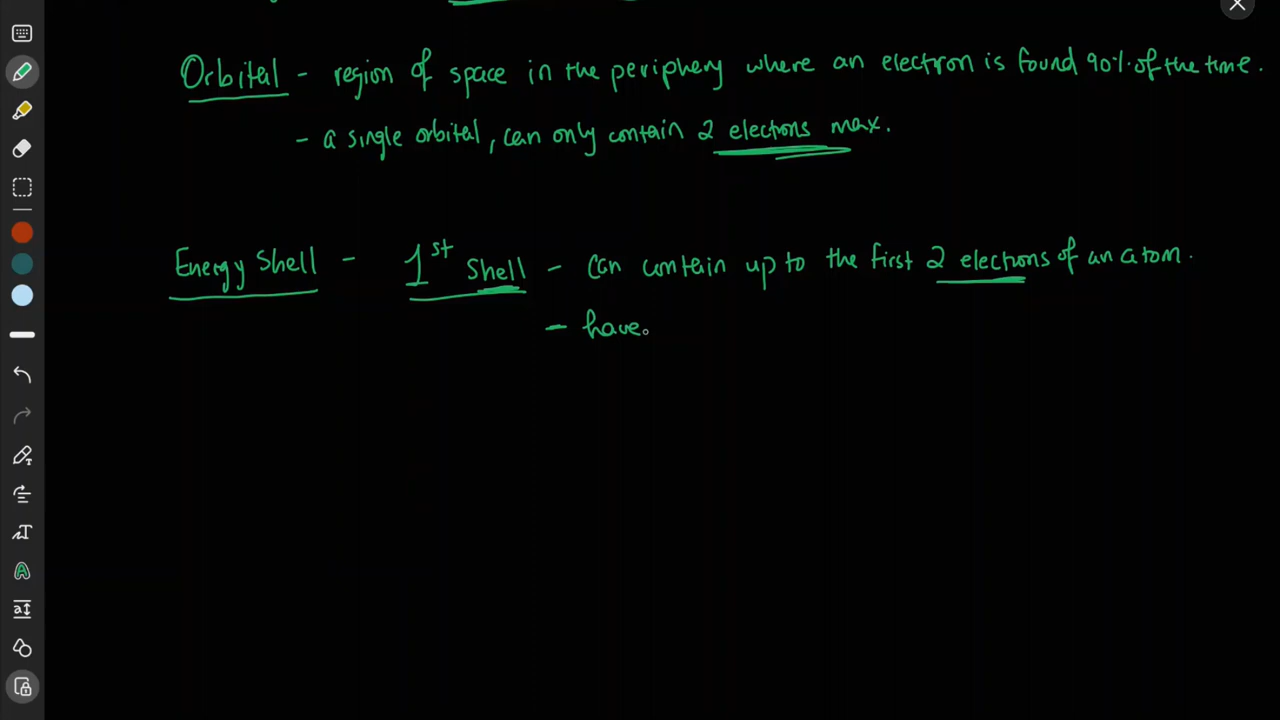 Orbital - region of space in the periphery where an electron is found 90% of the time.
- a single orbital, can only contain 2 electrons max.
Energy Shell - 1st Shell - can contain up to the first 2 electrons of an atom.
- have